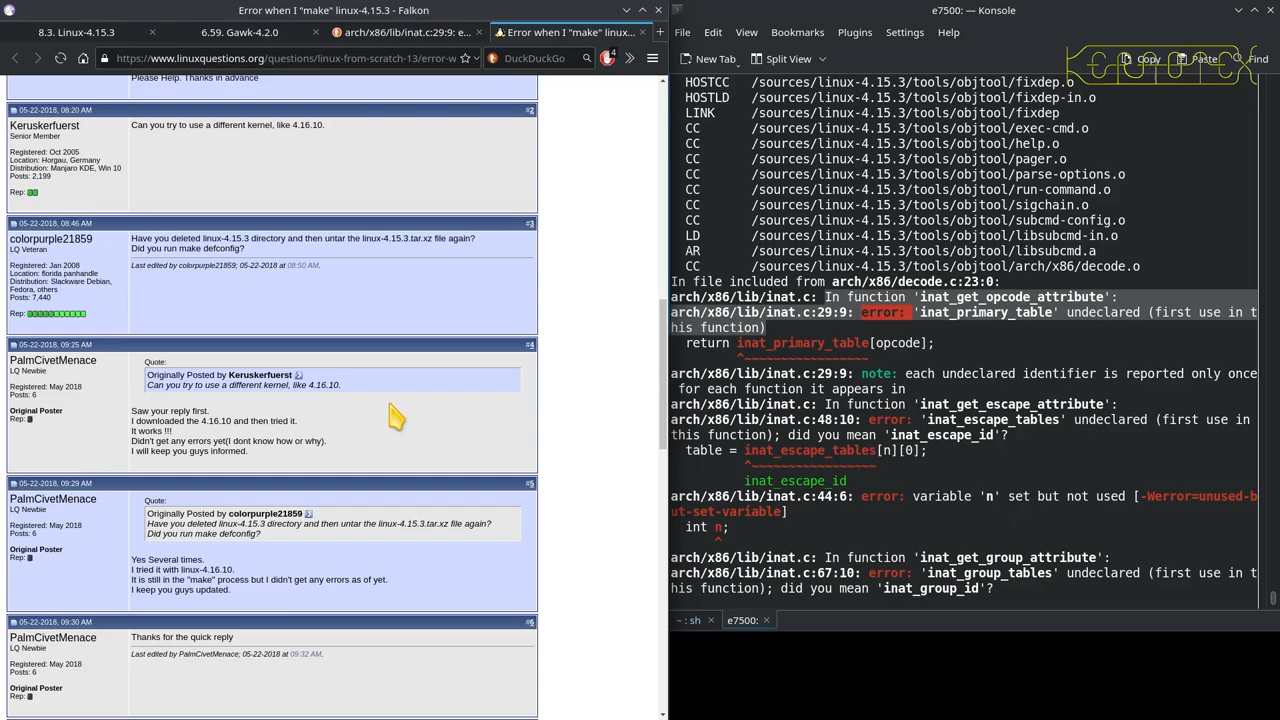 Error when I "make" linux-4.15.3 - Falkon
8.3. Linux-4.15.3
6.59. Gawk-4.2.0
arch/x86/lib/inat.c:29:9: e...
Error when I "make" linux-4.15.3...
https://www.linuxquestions.org/questions/linux-from-scratch-13/error-w
DuckDuckGo
4
Please Help. Thanks in advance
05-22-2018, 08:20 AM
#2
Keruskerfuerst
Senior Member
Registered: Oct 2005
Location: Horgau, Germany
Distribution: Manjaro KDE, Win 10
Posts: 2,199
Rep:
Can you try to use a different kernel, like 4.16.10.
05-22-2018, 08:46 AM
#3
colorpurple21859
LQ Veteran
Registered: Jan 2008
Location: florida panhandle
Distribution: Slackware Debian,
Fedora, others
Posts: 7,440
Rep:
Have you deleted linux-4.15.3 directory and then untar the linux-4.15.3.tar.xz file again?
Did you run make defconfig?
Last edited by colorpurple21859; 05-22-2018 at 08:50 AM.
05-22-2018, 09:25 AM
#4
PalmCivetMenace
LQ Newbie
Registered: May 2018
Posts: 6
Original Poster
Rep:
Quote:
Originally Posted by Keruskerfuerst
Can you try to use a different kernel, like 4.16.10.
Saw your reply first.
I downloaded the 4.16.10 and then tried it.
It works !!!
Didn't get any errors yet(I dont know how or why).
I will keep you guys informed.
05-22-2018, 09:29 AM
#5
PalmCivetMenace
LQ Newbie
Registered: May 2018
Posts: 6
Original Poster
Rep:
Quote:
Originally Posted by colorpurple21859
Have you deleted linux-4.15.3 directory and then untar the linux-4.15.3.tar.xz file again?
Did you run make defconfig?
Yes Several times.
I tried it with linux-4.16.10.
It is still in the "make" process but I didn't get any errors as of yet.
I keep you guys updated.
05-22-2018, 09:30 AM
#6
PalmCivetMenace
LQ Newbie
Registered: May 2018
Posts: 6
Original Poster
Rep:
Thanks for the quick reply
Last edited by PalmCivetMenace; 05-22-2018 at 09:32 AM.
e7500: — Konsole
File Edit View Bookmarks Plugins Settings Help
New Tab Split View Copy Paste Find
HOSTCC /sources/linux-4.15.3/tools/objtool/fixdep.o
HOSTLD /sources/linux-4.15.3/tools/objtool/fixdep-in.o
LINK /sources/linux-4.15.3/tools/objtool/fixdep
CC /sources/linux-4.15.3/tools/objtool/exec-cmd.o
CC /sources/linux-4.15.3/tools/objtool/help.o
CC /sources/linux-4.15.3/tools/objtool/pager.o
CC /sources/linux-4.15.3/tools/objtool/parse-options.o
CC /sources/linux-4.15.3/tools/objtool/run-command.o
CC /sources/linux-4.15.3/tools/objtool/sigchain.o
CC /sources/linux-4.15.3/tools/objtool/subcmd-config.o
LD /sources/linux-4.15.3/tools/objtool/libsubcmd-in.o
AR /sources/linux-4.15.3/tools/objtool/libsubcmd.a
CC /sources/linux-4.15.3/tools/objtool/arch/x86/decode.o
In file included from arch/x86/decode.c:23:0:
arch/x86/lib/inat.c: In function 'inat_get_opcode_attribute':
arch/x86/lib/inat.c:29:9: error: 'inat_primary_table' undeclared (first use in t
his function)
return inat_primary_table[opcode];
^~~~~~~~~~~~~~~~~~
arch/x86/lib/inat.c:29:9: note: each undeclared identifier is reported only once
for each function it appears in
arch/x86/lib/inat.c: In function 'inat_get_escape_attribute':
arch/x86/lib/inat.c:48:10: error: 'inat_escape_tables' undeclared (first use in
this function); did you mean 'inat_escape_id'?
table = inat_escape_tables[n][0];
^~~~~~~~~~~~~~~~~~
inat_escape_id
arch/x86/lib/inat.c:44:6: error: variable 'n' set but not used [-Werror=unused-b
ut-set-variable]
int n;
^
arch/x86/lib/inat.c: In function 'inat_get_group_attribute':
arch/x86/lib/inat.c:67:10: error: 'inat_group_tables' undeclared (first use in t
his function); did you mean 'inat_group_id'?
~ : sh
e7500: